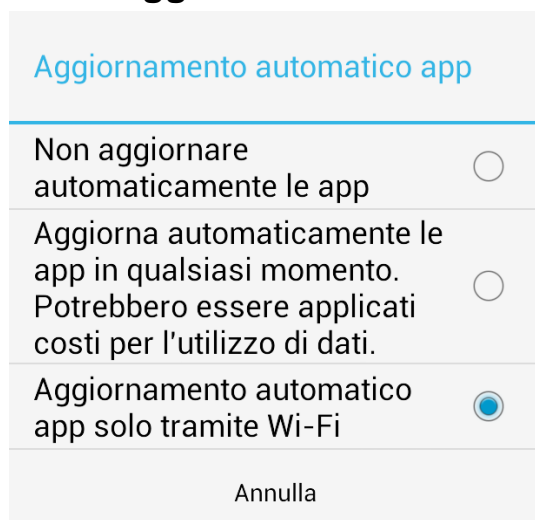 Aggiornamento automatico app
Non aggiornare
automaticamente le app
Aggiorna automaticamente le
app in qualsiasi momento.
Potrebbero essere applicati
costi per l'utilizzo di dati.
Aggiornamento automatico
app solo tramite Wi-Fi
Annulla